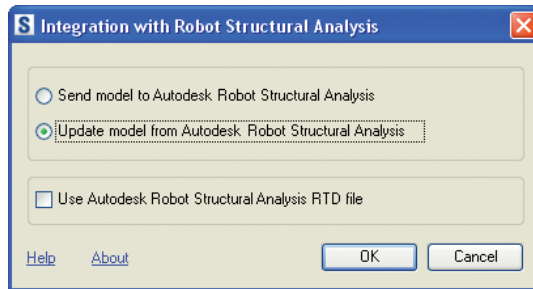 S Integration with Robot Structural Analysis
Send model to Autodesk Robot Structural Analysis
Update model from Autodesk Robot Structural Analysis
Use Autodesk Robot Structural Analysis RTD file
Help About OK Cancel